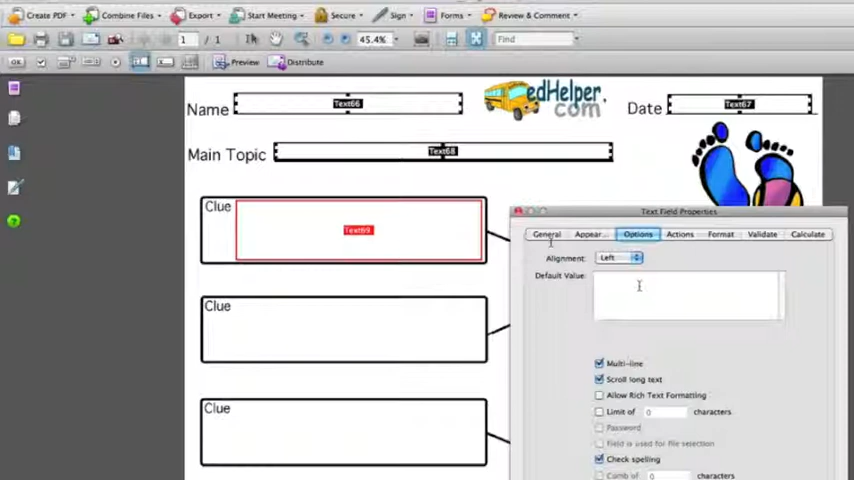 Create PDF Combine Files Export Start Meeting Secure Sign Forms Review & Comment
1 / 1 45.4% Find
OK Preview Distribute
Name Text66 edHelper.com Date Text67
Main Topic Text68
Clue Text69
Text Field Properties
General Appear... Options Actions Format Validate Calculate
Alignment: Left
Default Value:
Clue
Multi-line
Scroll long text
Allow Rich Text Formatting
Clue Limit of 0 characters
Password
Field is used for file selection
Check spelling
Comb of 0 characters